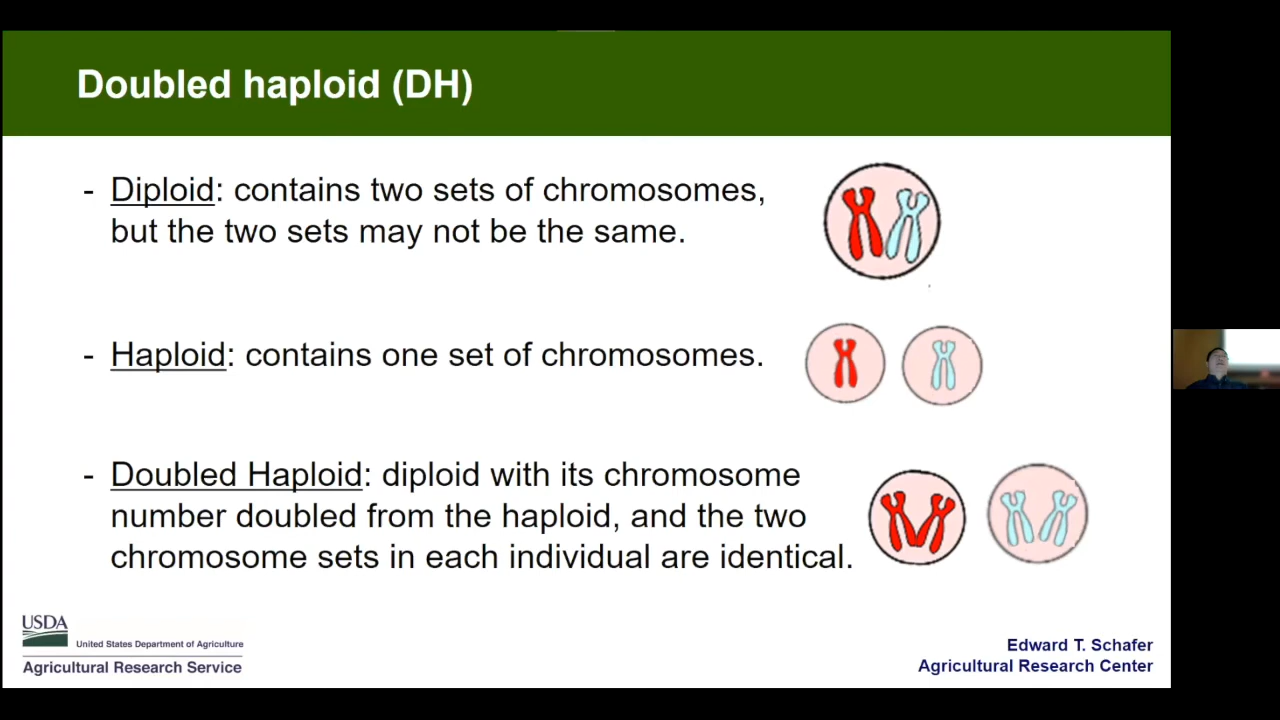 Doubled haploid (DH)
- Diploid: contains two sets of chromosomes,
but the two sets may not be the same.
- Haploid: contains one set of chromosomes.
- Doubled Haploid: diploid with its chromosome
number doubled from the haploid, and the two
chromosome sets in each individual are identical.
USDA
United States Department of Agriculture
Agricultural Research Service
Edward T. Schafer
Agricultural Research Center